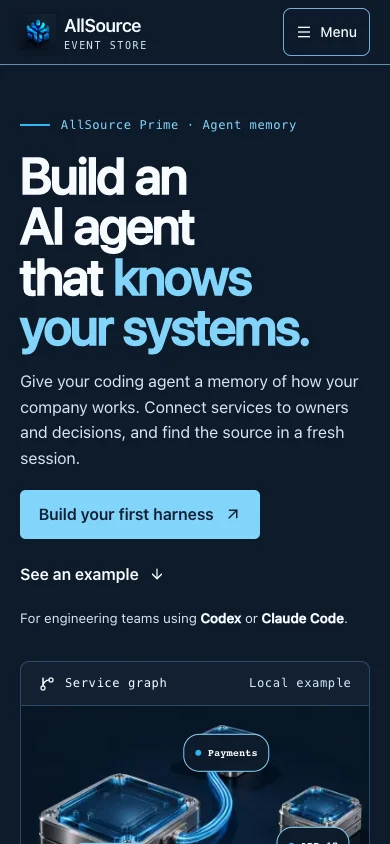 AllSource
EVENT STORE
Menu
AllSource Prime · Agent memory
Build an
AI agent
that knows
your systems.
Give your coding agent a memory of how your
company works. Connect services to owners
and decisions, and find the source in a fresh
session.
Build your first harness
See an example
For engineering teams using Codex or Claude Code.
Service graph
Local example
Payments